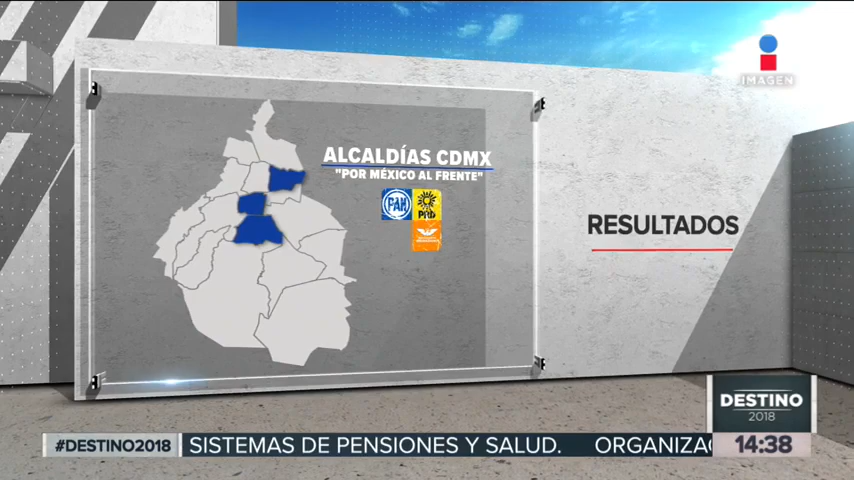 IMAGEN
ALCALDÍAS CDMX
"POR MÉXICO AL FRENTE"
PAN
PRD
RESULTADOS
DESTINO
2018
#DESTINO2018
SISTEMAS DE PENSIONES Y SALUD. ORGANIZAC
14:38